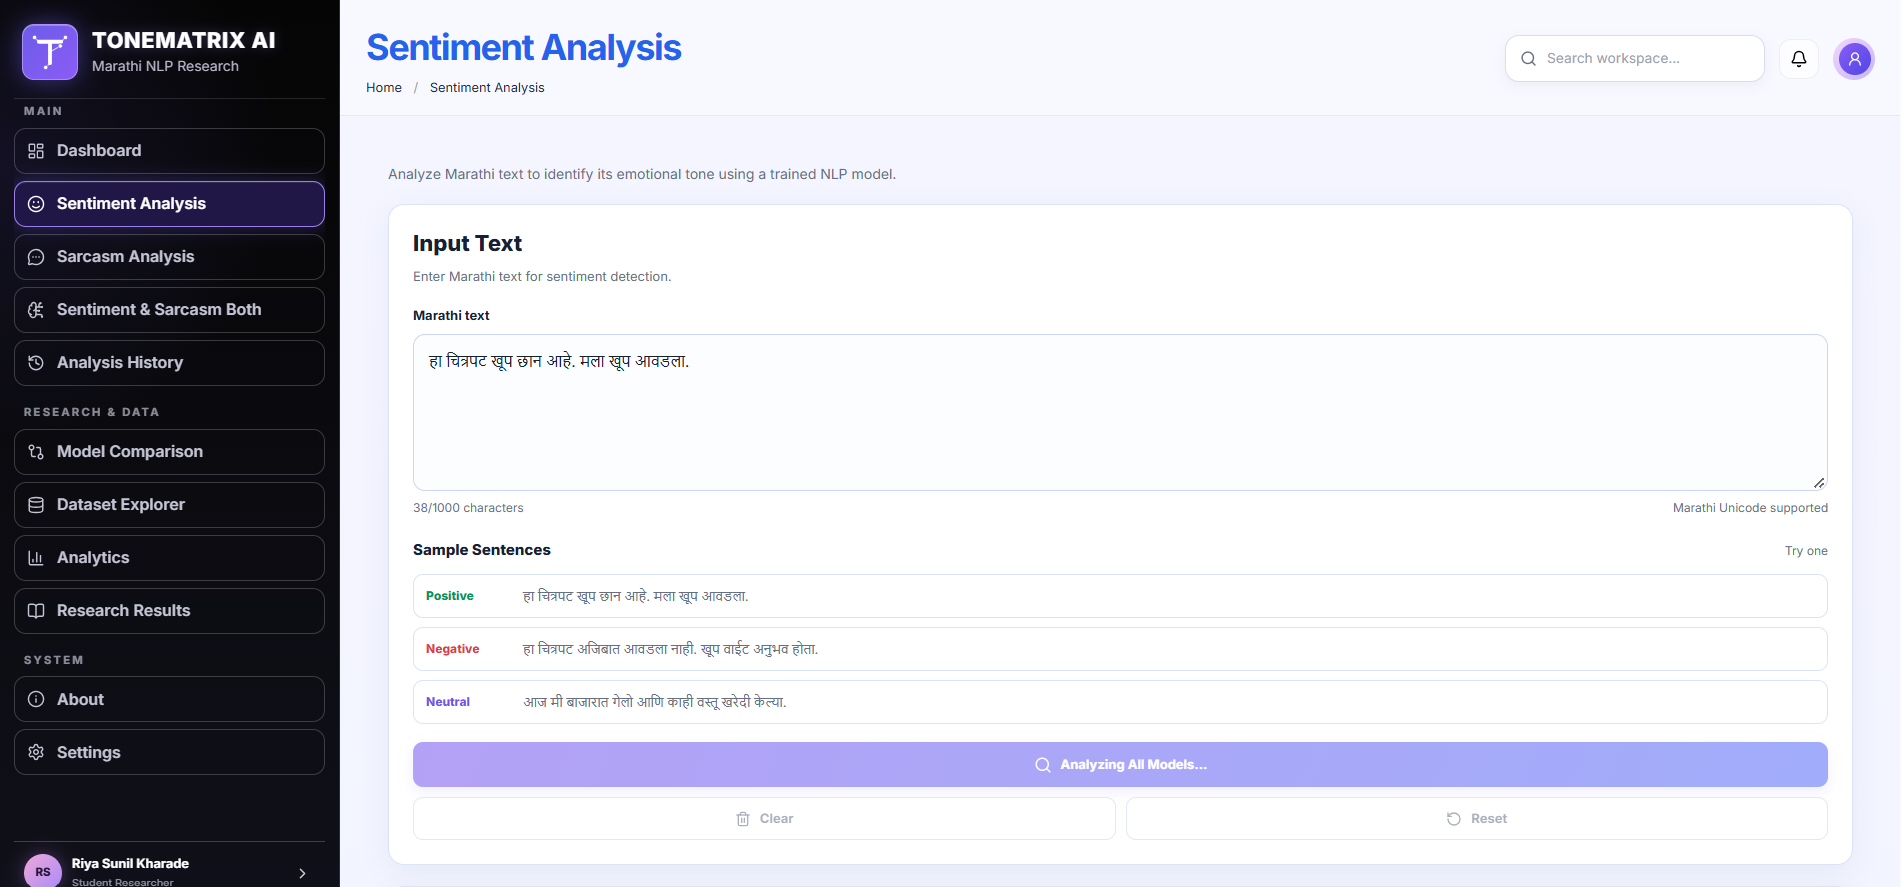 TONEMATRIX AI
Marathi NLP Research
MAIN
Dashboard
Sentiment Analysis
Sarcasm Analysis
Sentiment & Sarcasm Both
Analysis History
RESEARCH & DATA
Model Comparison
Dataset Explorer
Analytics
Research Results
SYSTEM
About
Settings
RS
Riya Sunil Kharade
Student Researcher
Sentiment Analysis
Home / Sentiment Analysis
Search workspace...
Analyze Marathi text to identify its emotional tone using a trained NLP model.
Input Text
Enter Marathi text for sentiment detection.
Marathi text
हा चित्रपट खूप छान आहे. मला खूप आवडला.
38/1000 characters
Marathi Unicode supported
Sample Sentences
Try one
Positive हा चित्रपट खूप छान आहे. मला खूप आवडला.
Negative हा चित्रपट अजिबात आवडला नाही. खूप वाईट अनुभव होता.
Neutral आज मी बाजारात गेलो आणि काही वस्तू खरेदी केल्या.
Analyzing All Models...
Clear
Reset